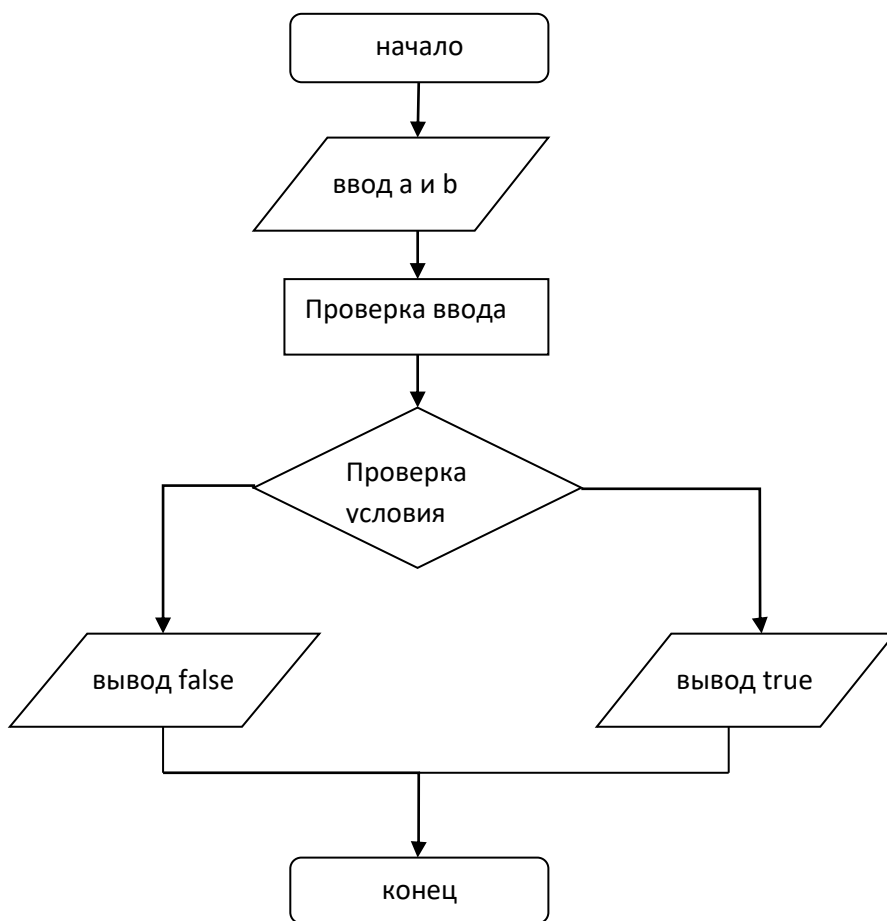 начало
ввод a и b
Проверка ввода
Проверка
условия
вывод false
вывод true
конец